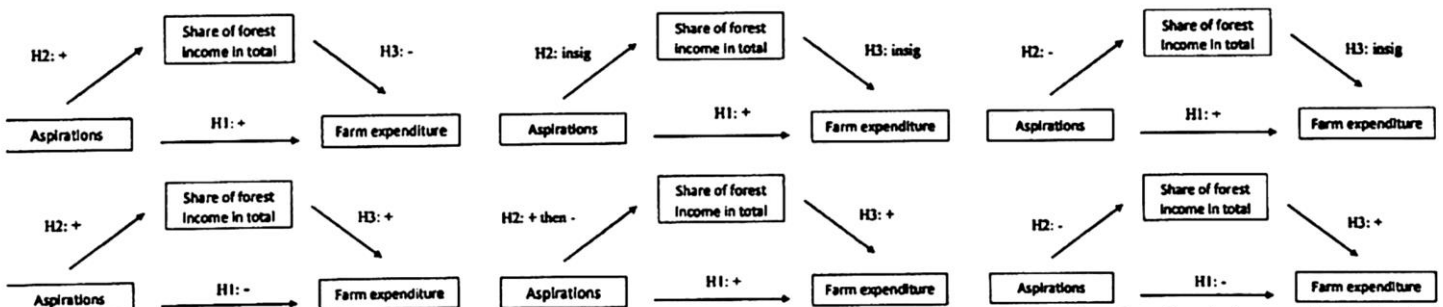 Share of forest
income in total
H2: +
H3: -
Aspirations
H1: +
Farm expenditure
Share of forest
income in total
H2: insig
H3: insig
Aspirations
H1: +
Farm expenditure
Share of forest
income in total
H2: -
H3: insig
Aspirations
H1: +
Farm expenditure
Share of forest
income in total
H2: +
H3: +
Aspirations
H1: -
Farm expenditure
Share of forest
income in total
H2: + then -
H3: +
Aspirations
H1: +
Farm expenditure
Share of forest
income in total
H2: -
H3: +
Aspirations
H1: -
Farm expenditure